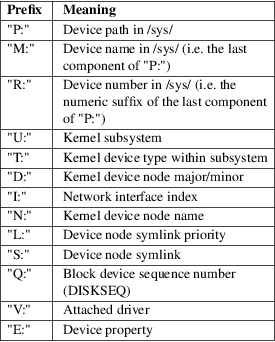 Prefix Meaning
"P:" Device path in /sys/
"M:" Device name in /sys/ (i.e. the last
component of "P:")
"R:" Device number in /sys/ (i.e. the
numeric suffix of the last component
of "P:")
"U:" Kernel subsystem
"T:" Kernel device type within subsystem
"D:" Kernel device node major/minor
"I:" Network interface index
"N:" Kernel device node name
"L:" Device node symlink priority
"S:" Device node symlink
"Q:" Block device sequence number
(DISKSEQ)
"V:" Attached driver
"E:" Device property